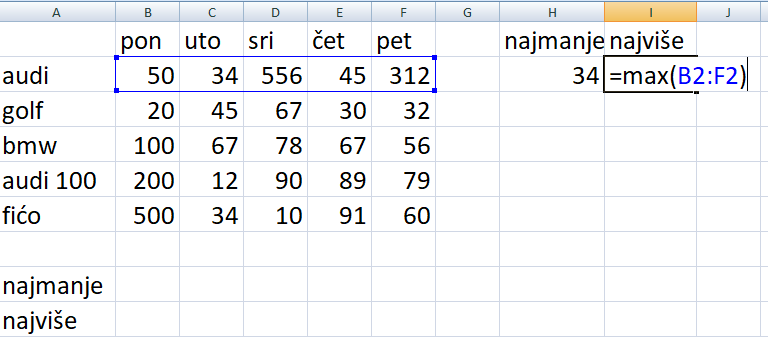 A B C D E F G H I J
pon uto sri čet pet najmanje najviše
audi 50 34 556 45 312 34 =max(B2:F2)
golf 20 45 67 30 32
bmw 100 67 78 67 56
audi 100 200 12 90 89 79
fićo 500 34 10 91 60
najmanje
najviše